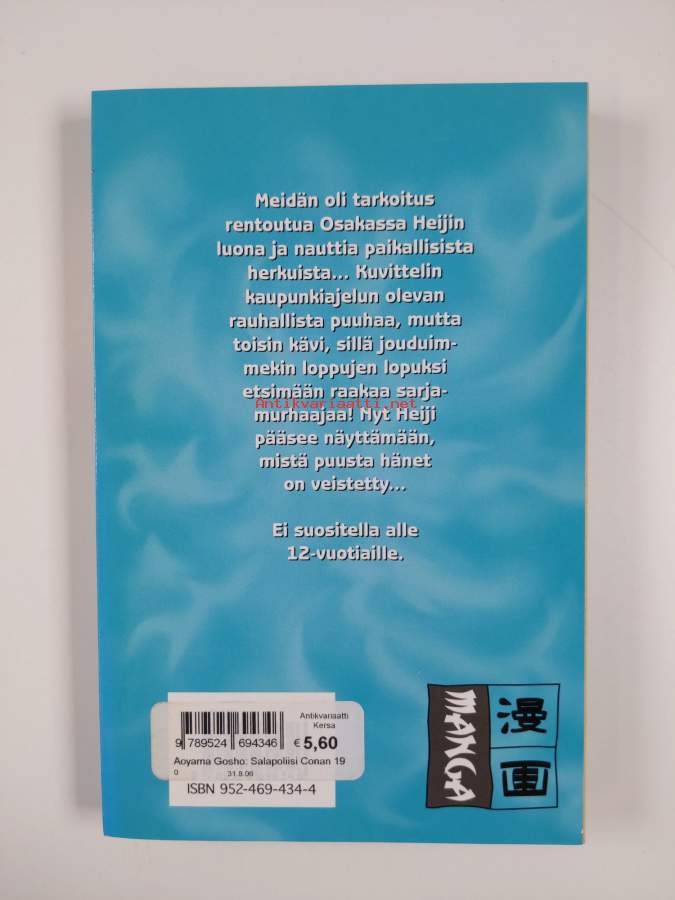 Meidän oli tarkoitus
rentoutua Osakassa Heijin
luona ja nauttia paikallisista
herkuista... Kuvittelin
kaupunkiajelun olevan
rauhallista puuhaa, mutta
toisin kävi, sillä jouduim-
mekin loppujen lopuksi
etsimään raakaa sarja-
Antikvariaatti.net
murhaajaa! Nyt Heiji
pääsee näyttämään,
mistä puusta hänet
on veistetty...
Ei suositella alle
12-vuotiaille.
Antikvariaatti
Kersa
9 789524 694346 € 5,60
Aoyama Gosho: Salapoliisi Conan 19
0 31.8.06
ISBN 952-469-434-4
MANGA
漫
画